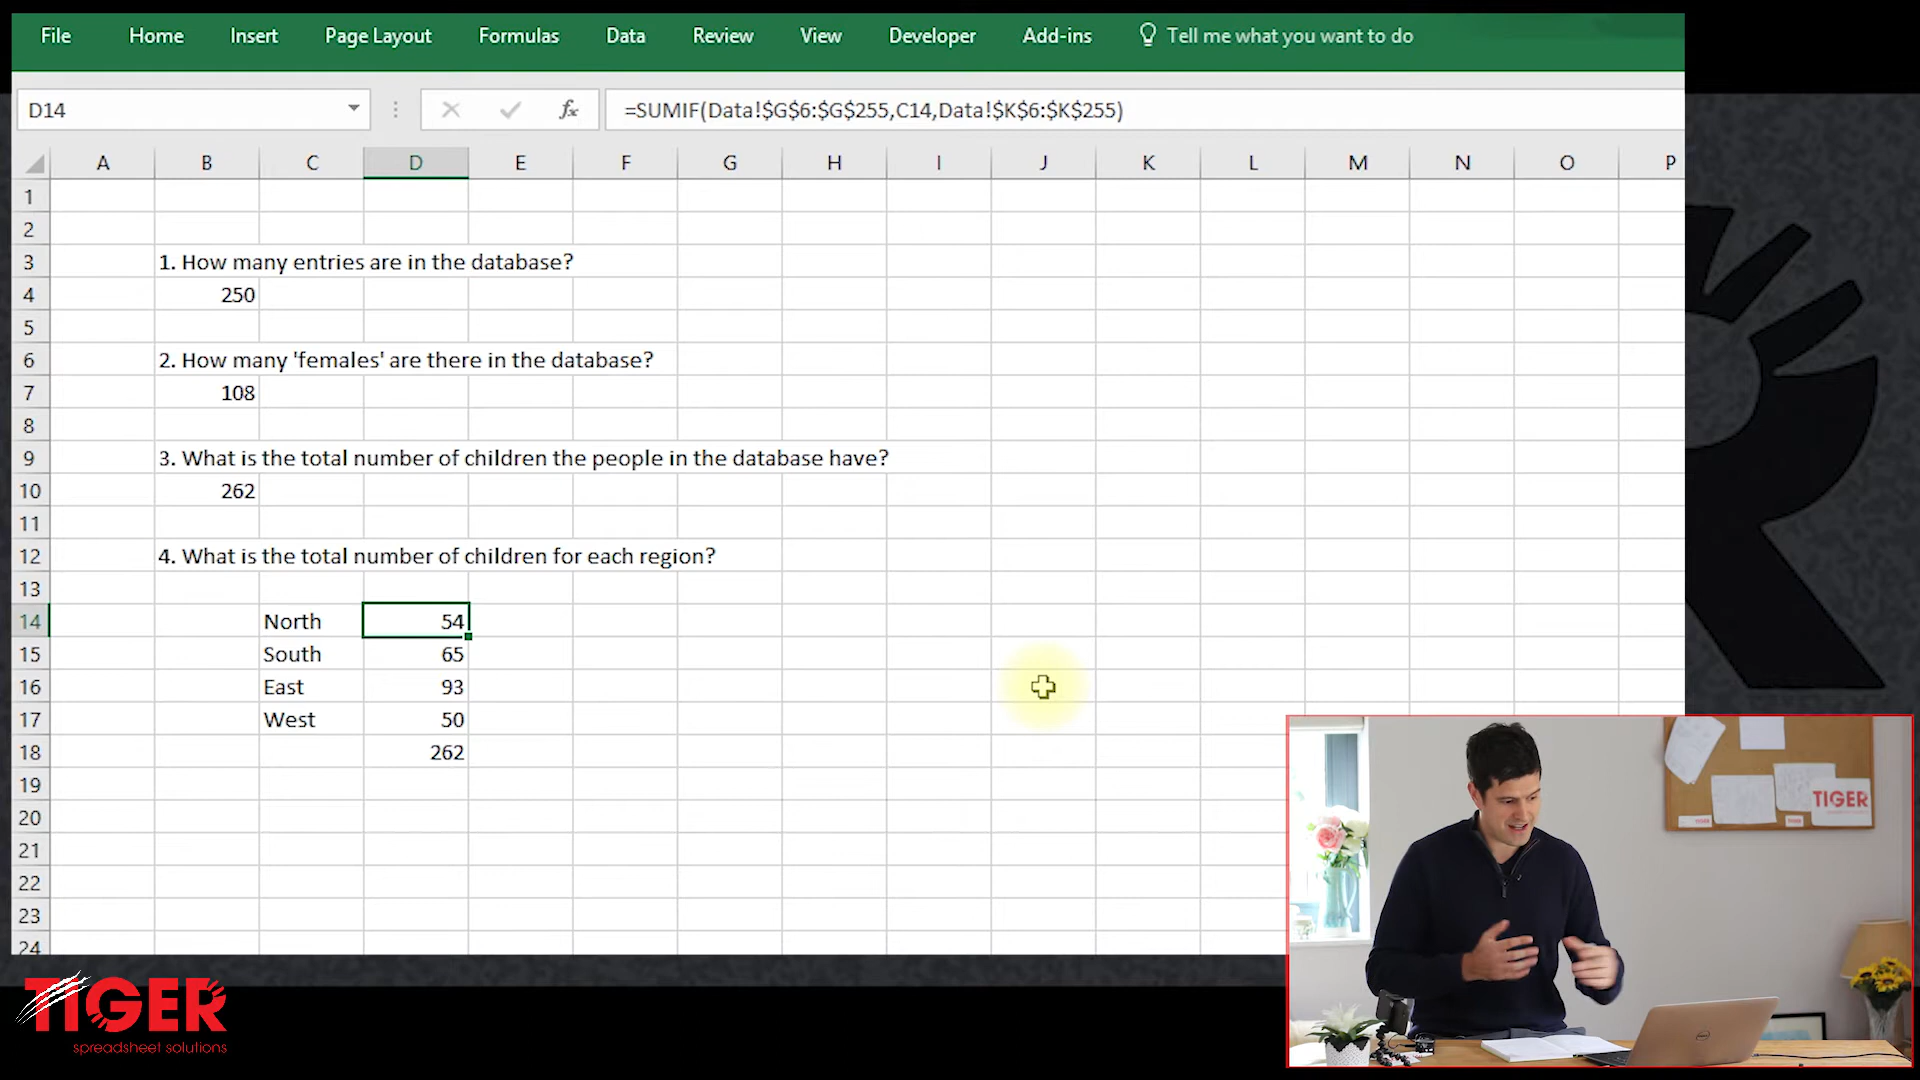 File Home Insert Page Layout Formulas Data Review View Developer Add-ins Tell me what you want to do
D14 fx =SUMIF(Data!$G$6:$G$255,C14,Data!$K$6:$K$255)
A B C D E F G H I J K L M N O P
1
2
3 1. How many entries are in the database?
4 250
5
6 2. How many 'females' are there in the database?
7 108
8
9 3. What is the total number of children the people in the database have?
10 262
11
12 4. What is the total number of children for each region?
13
14 North 54
15 South 65
16 East 93
17 West 50
18 262
19
20
21
22
23
24
TIGER
TIGER
spreadsheet solutions